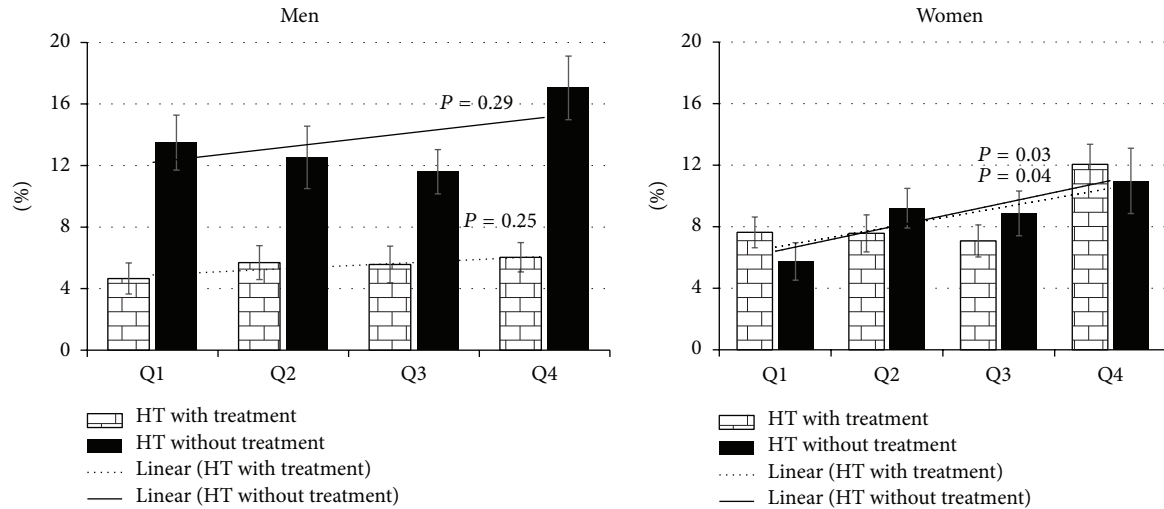 Men
20
16
12
8
4
0
(%)
P = 0.29
P = 0.25
Q1 Q2 Q3 Q4
HT with treatment
HT without treatment
Linear (HT with treatment)
Linear (HT without treatment)
Women
20
16
12
8
4
0
(%)
P = 0.03
P = 0.04
Q1 Q2 Q3 Q4
HT with treatment
HT without treatment
Linear (HT with treatment)
Linear (HT without treatment)